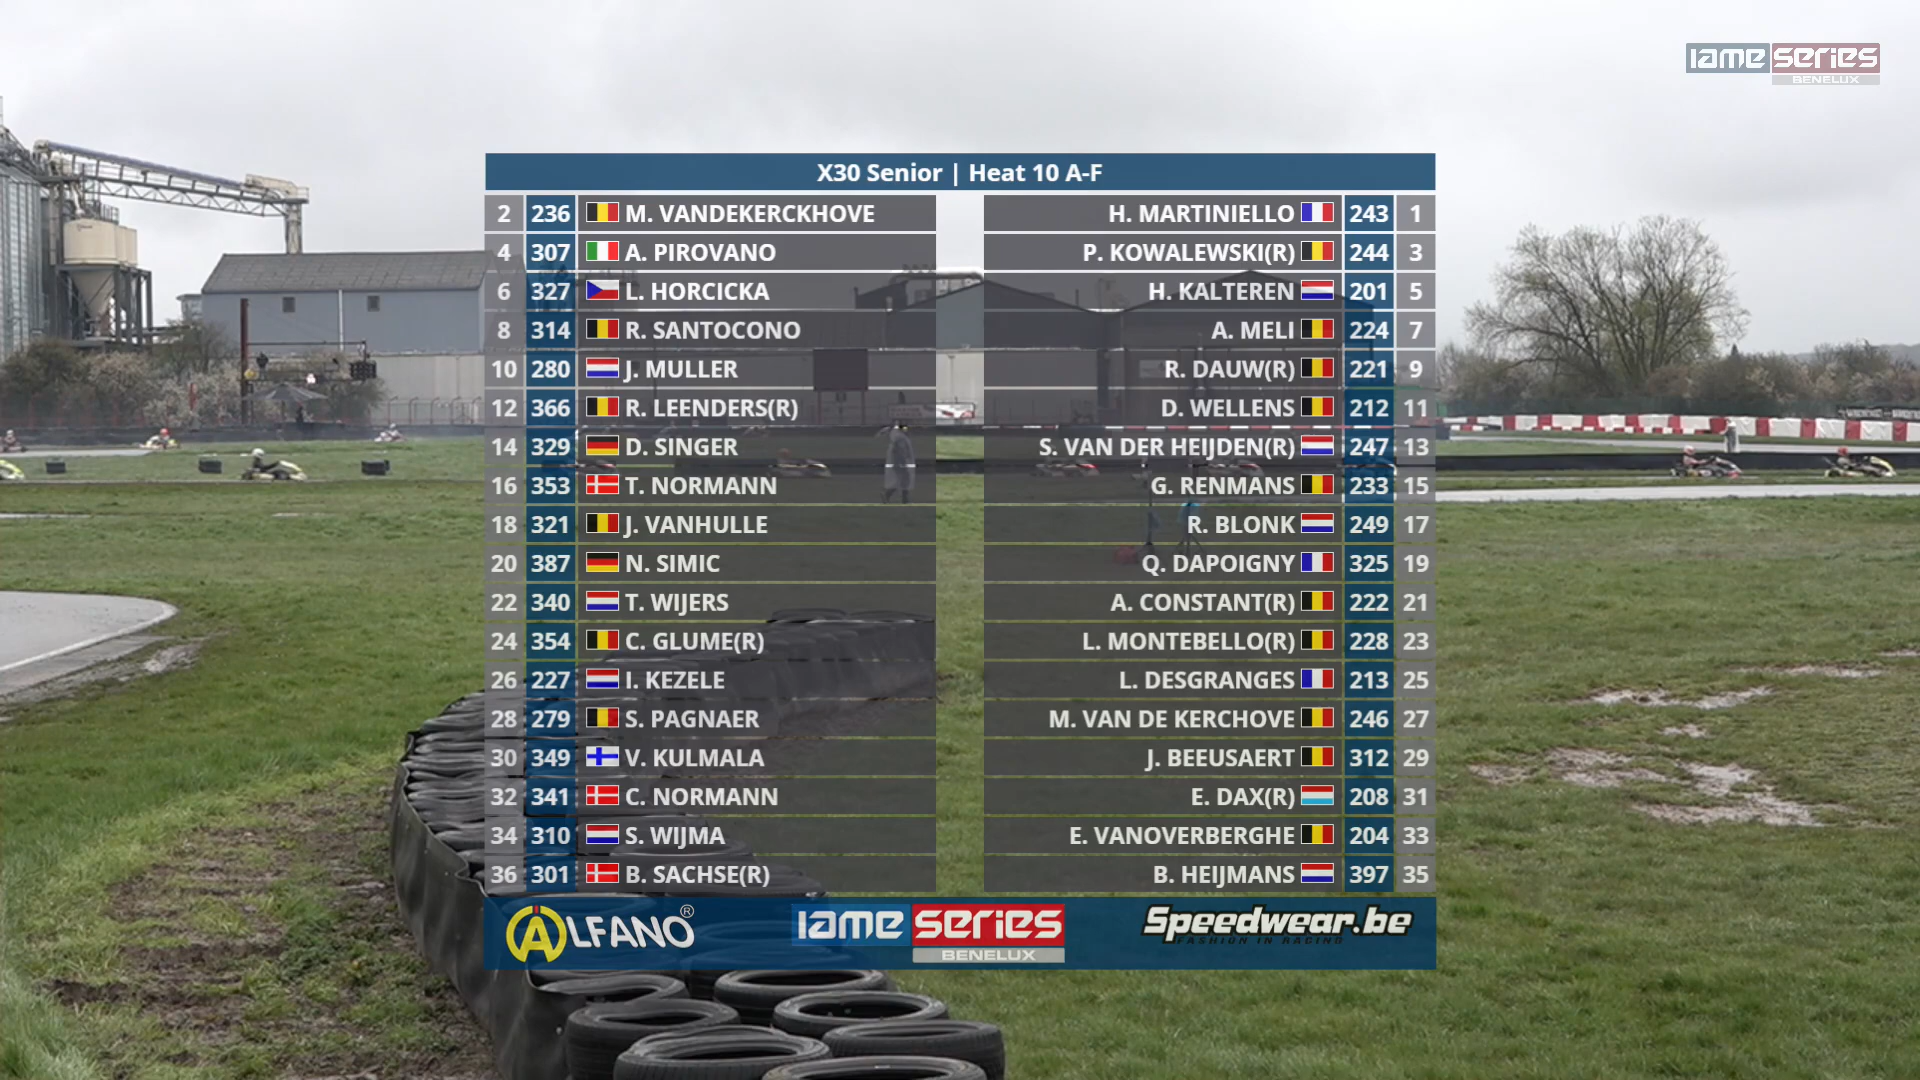 iame series
BENELUX
X30 Senior | Heat 10 A-F
2 236 M. VANDEKERCKHOVE H. MARTINIELLO 243 1
4 307 A. PIROVANO P. KOWALEWSKI(R) 244 3
6 327 L. HORCICKA H. KALTEREN 201 5
8 314 R. SANTOCONO A. MELI 224 7
10 280 J. MULLER R. DAUW(R) 221 9
12 366 R. LEENDERS(R) D. WELLENS 212 11
14 329 D. SINGER S. VAN DER HEIJDEN(R) 247 13
16 353 T. NORMANN G. RENMANS 233 15
18 321 J. VANHULLE R. BLONK 249 17
20 387 N. SIMIC Q. DAPOIGNY 325 19
22 340 T. WIJERS A. CONSTANT(R) 222 21
24 354 C. GLUME(R) L. MONTEBELLO(R) 228 23
26 227 I. KEZELE L. DESGRANGES 213 25
28 279 S. PAGNAER M. VAN DE KERCHOVE 246 27
30 349 V. KULMALA J. BEEUSAERT 312 29
32 341 C. NORMANN E. DAX(R) 208 31
34 310 S. WIJMA E. VANOVERBERGHE 204 33
36 301 B. SACHSE(R) B. HEIJMANS 397 35
ALFANO® iame series Speedwear.be
BENELUX FASHION IN RACING